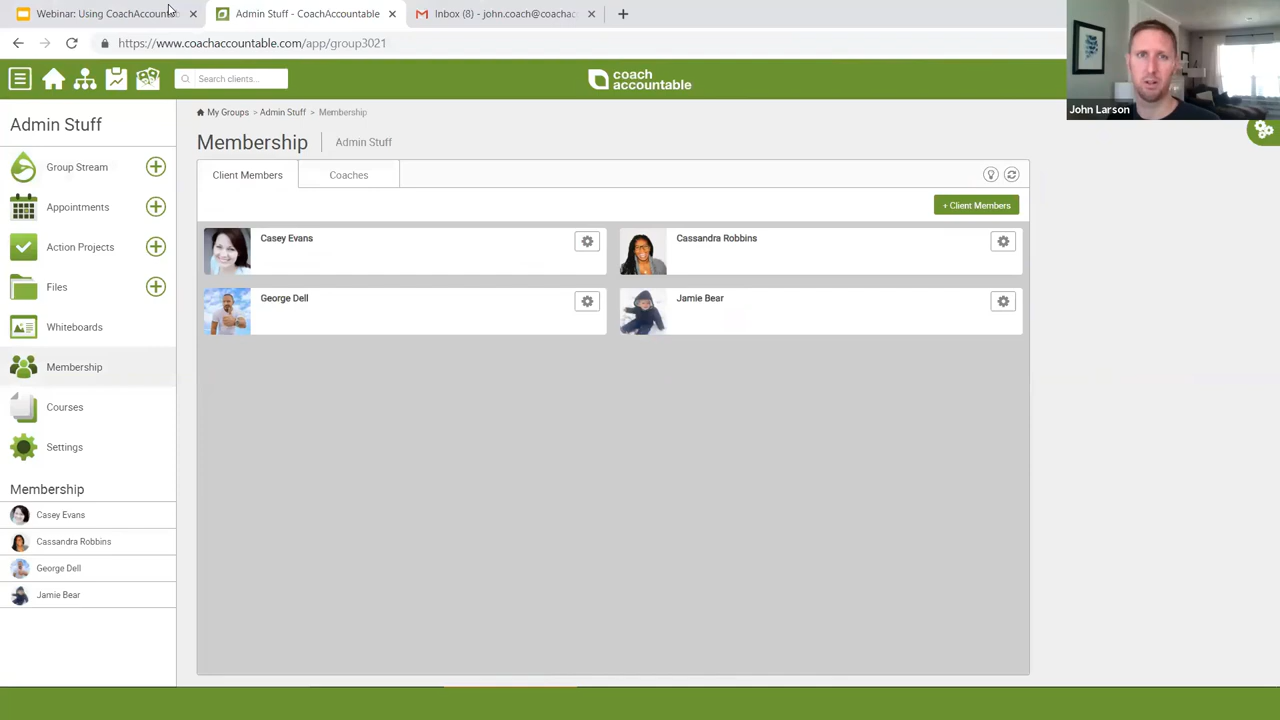 Webinar: Using CoachAccountab
Admin Stuff - CoachAccountable
Inbox (8) - john.coach@coachac
https://www.coachaccountable.com/app/group3021
Search clients...
coach
accountable
John Larson
Admin Stuff
Group Stream
Appointments
Action Projects
Files
Whiteboards
Membership
Courses
Settings
Membership
Casey Evans
Cassandra Robbins
George Dell
Jamie Bear
My Groups > Admin Stuff > Membership
Membership
Admin Stuff
Client Members
Coaches
+ Client Members
Casey Evans
Cassandra Robbins
George Dell
Jamie Bear